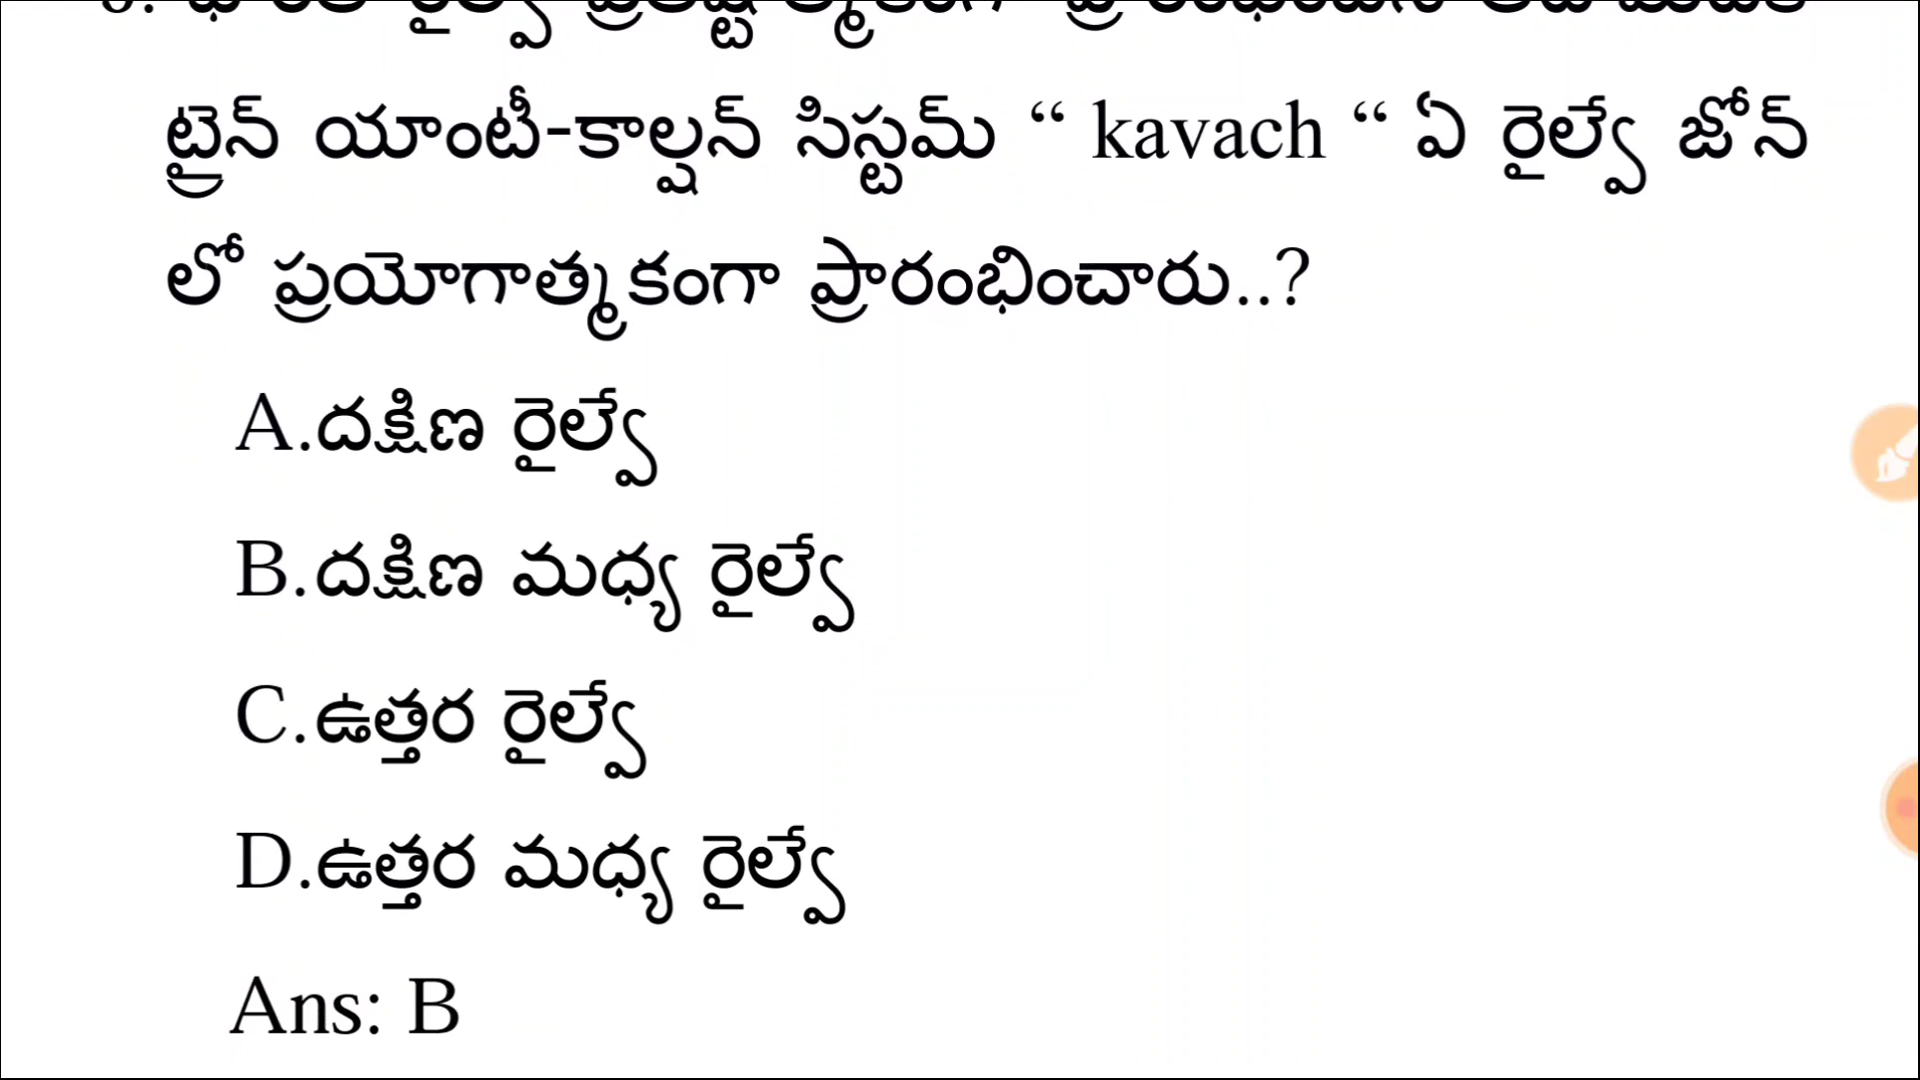 ట్రైన్ యాంటీ-కాల్షన్ సిస్టమ్ “ kavach “ ఏ రైల్వే జోన్
లో ప్రయోగాత్మకంగా ప్రారంభించారు..?
A.దక్షిణ రైల్వే
B.దక్షిణ మధ్య రైల్వే
C.ఉత్తర రైల్వే
D.ఉత్తర మధ్య రైల్వే
Ans: B